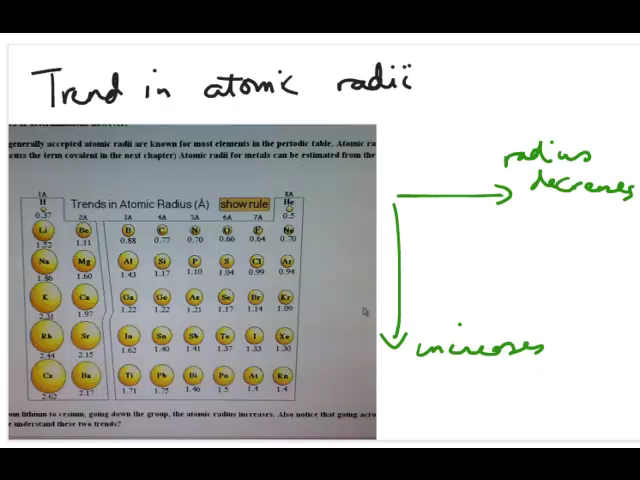 Trend in atomic radii
generally accepted atomic radii are known for most elements in the periodic table. Atomic ra
cuss the term covalent in the next chapter) Atomic radii for metals can be estimated from the
1A 8A
H Trends in Atomic Radius (Å) show rule He
0.37 2A 3A 4A 5A 6A 7A 0.5
Li Be B C N O F Ne
1.52 1.11 0.88 0.77 0.70 0.66 0.64 0.70
Na Mg Al Si P S Cl Ar
1.86 1.60 1.43 1.17 1.10 1.04 0.99 0.94
K Ca Ga Ge As Se Br Kr
2.31 1.97 1.22 1.22 1.21 1.17 1.14 1.09
Rb Sr In Sn Sb Te I Xe
2.44 2.15 1.62 1.40 1.41 1.37 1.33 1.30
Cs Ba Tl Pb Bi Po At Rn
2.62 2.17 1.71 1.75 1.46 1.5 1.4 1.4
om lithium to cesium, going down the group, the atomic radius increases. Also notice that going acro
e understand these two trends?
radius
decreases
increases